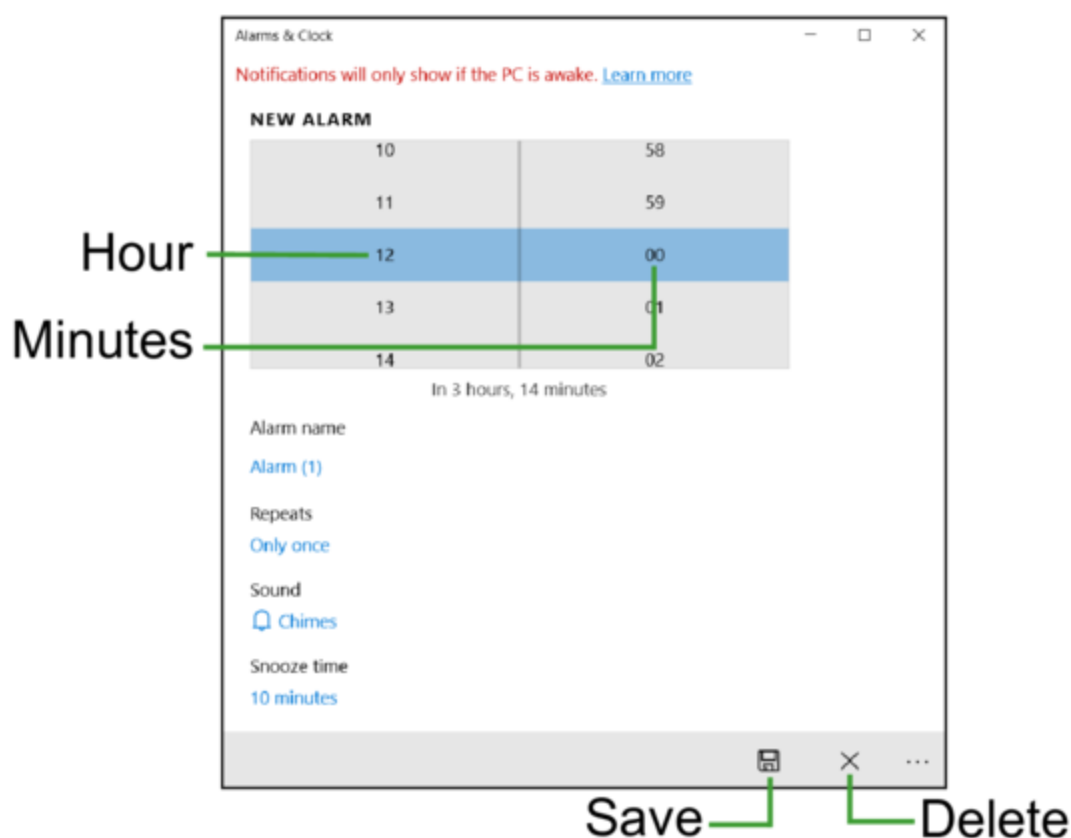 Alarms & Clock
Notifications will only show if the PC is awake. Learn more
NEW ALARM
10 58
11 59
Hour 12 00
13 01
Minutes
14 02
In 3 hours, 14 minutes
Alarm name
Alarm (1)
Repeats
Only once
Sound
Chimes
Snooze time
10 minutes
Save Delete